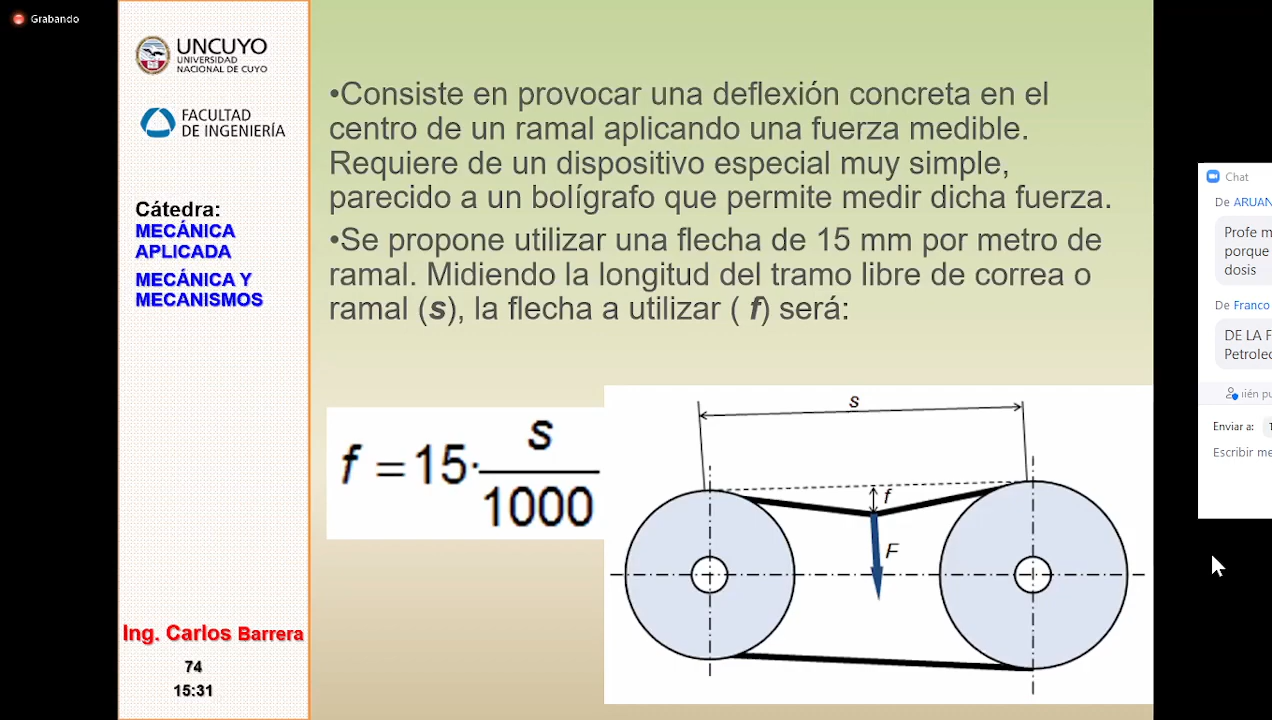 Grabando
UNCUYO
UNIVERSIDAD
NACIONAL DE CUYO
FACULTAD
DE INGENIERÍA
Cátedra:
MECÁNICA
APLICADA
MECÁNICA Y
MECANISMOS
Ing. Carlos Barrera
74
15:31
•Consiste en provocar una deflexión concreta en el
centro de un ramal aplicando una fuerza medible.
Requiere de un dispositivo especial muy simple,
parecido a un bolígrafo que permite medir dicha fuerza.
•Se propone utilizar una flecha de 15 mm por metro de
ramal. Midiendo la longitud del tramo libre de correa o
ramal (s), la flecha a utilizar ( f) será:
f = 15· s
1000
s
f
F
Chat
De ARUAN
Profe m
porque
dosis
De Franco
DE LA F
Petrolec
ién pu
Enviar a:
Escribir me